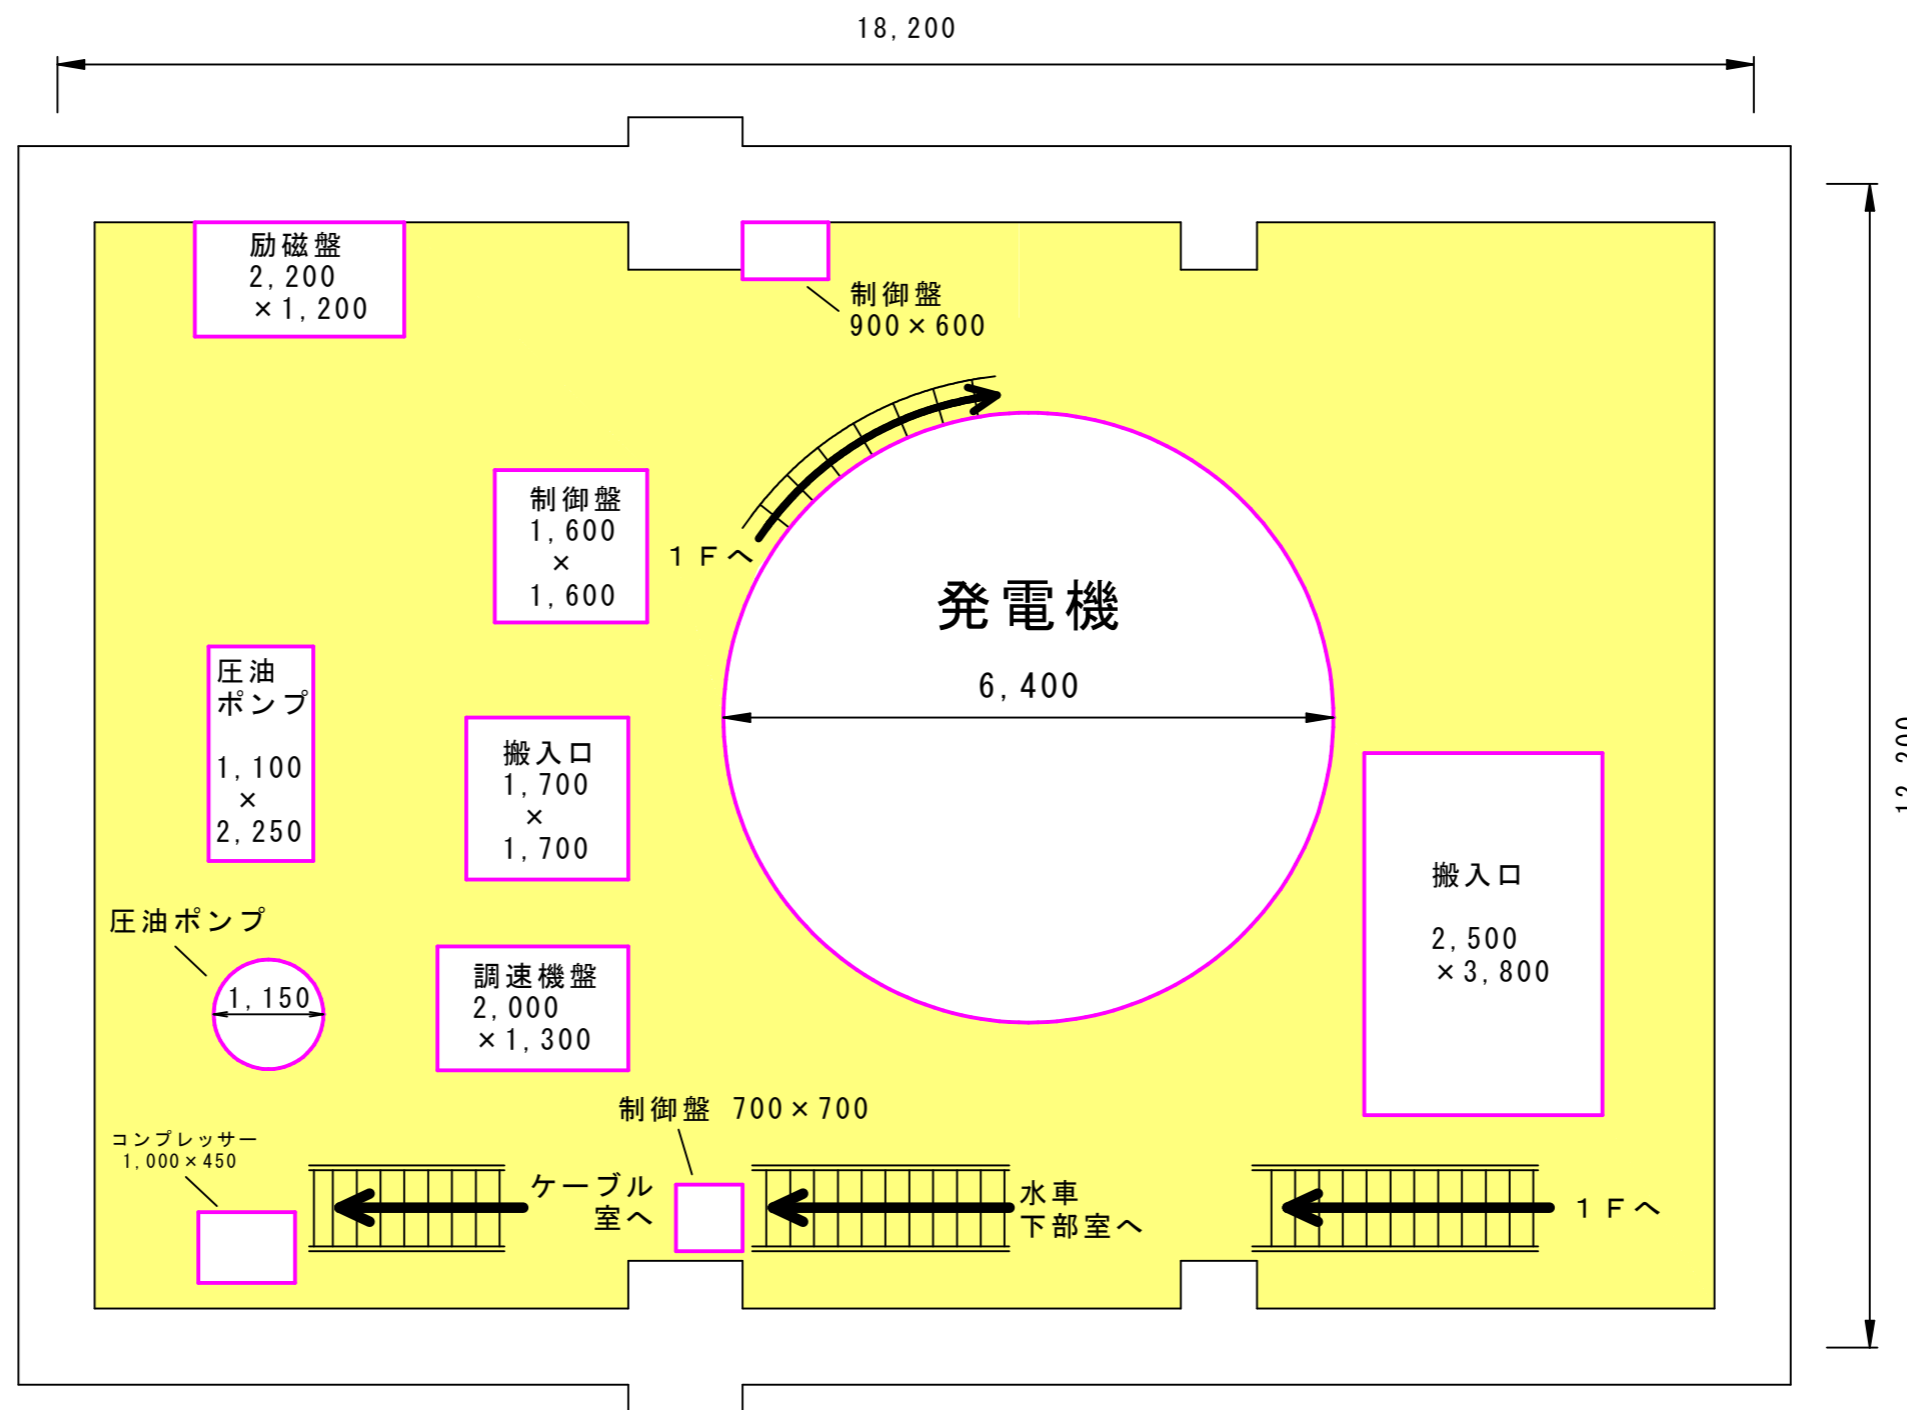 18,200
励磁盤
2,200
×1,200
制御盤
900×600
制御盤
1,600
×
1,600
1Fへ
発電機
6,400
圧油
ポンプ
1,100
×
2,250
搬入口
1,700
×
1,700
搬入口
2,500
×3,800
圧油ポンプ
1,150
調速機盤
2,000
×1,300
制御盤 700×700
コンプレッサー
1,000×450
ケーブル
室へ
水車
下部室へ
1Fへ